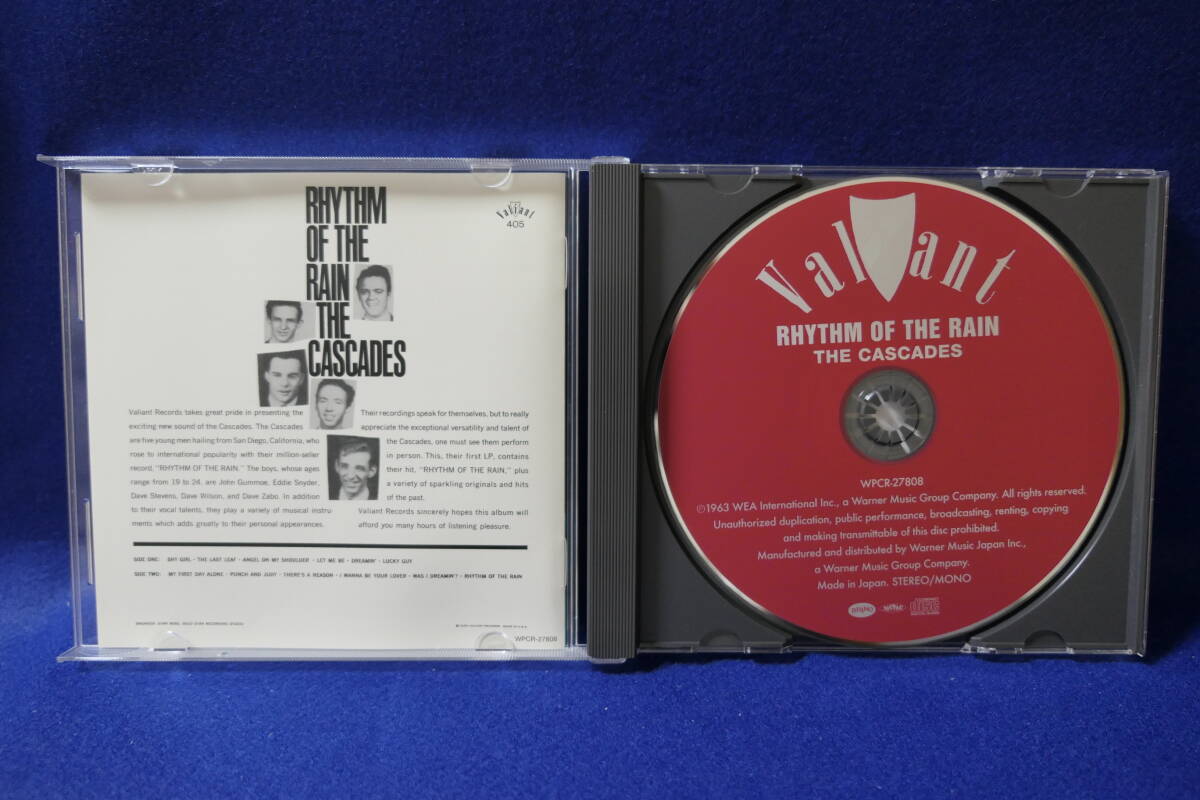 RHYTHM
OF THE
RAIN
THE
CASCADES
Valiant
405
Valiant Records takes great pride in presenting the
exciting new sound of the Cascades. The Cascades
are five young men hailing from San Diego, California, who
rose to international popularity with their million-seller
record, "RHYTHM OF THE RAIN." The boys, whose ages
range from 19 to 24, are John Gummoe, Eddie Snyder,
Dave Stevens, Dave Wilson, and Dave Zabo. In addition
to their vocal talents, they play a variety of musical instru-
ments which adds greatly to their personal appearances.
Their recordings speak for themselves, but to really
appreciate the exceptional versatility and talent of
the Cascades, one must see them perform
in person. This, their first LP, contains
their hit, "RHYTHM OF THE RAIN," plus
a variety of sparkling originals and hits
of the past.
Valiant Records sincerely hopes this album will
afford you many hours of listening pleasure.
SIDE ONE: SHY GIRL · THE LAST LEAF · ANGEL ON MY SHOULDER · LET ME BE · DREAMIN' · LUCKY GUY
SIDE TWO: MY FIRST DAY ALONE · PUNCH AND JUDY · THERE'S A REASON · I WANNA BE YOUR LOVER · WAS I DREAMIN'? · RHYTHM OF THE RAIN
WPCR-27808
Valiant
RHYTHM OF THE RAIN
THE CASCADES
WPCR-27808
℗1963 WEA International Inc., a Warner Music Group Company. All rights reserved.
Unauthorized duplication, public performance, broadcasting, renting, copying
and making transmittable of this disc prohibited.
Manufactured and distributed by Warner Music Japan Inc.,
a Warner Music Group Company.
Made in Japan. STEREO/MONO
RHINO